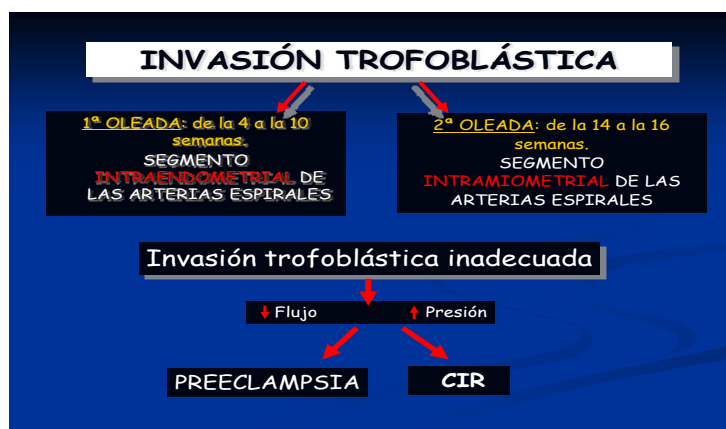 INVASIÓN TROFOBLÁSTICA
1ª OLEADA: de la 4 a la 10
semanas.
SEGMENTO
INTRAENDOMETRIAL DE
LAS ARTERIAS ESPIRALES
2ª OLEADA: de la 14 a la 16
semanas.
SEGMENTO
INTRAMIOMETRIAL DE LAS
ARTERIAS ESPIRALES
Invasión trofoblástica inadecuada
Flujo
Presión
PREECLAMPSIA
CIR